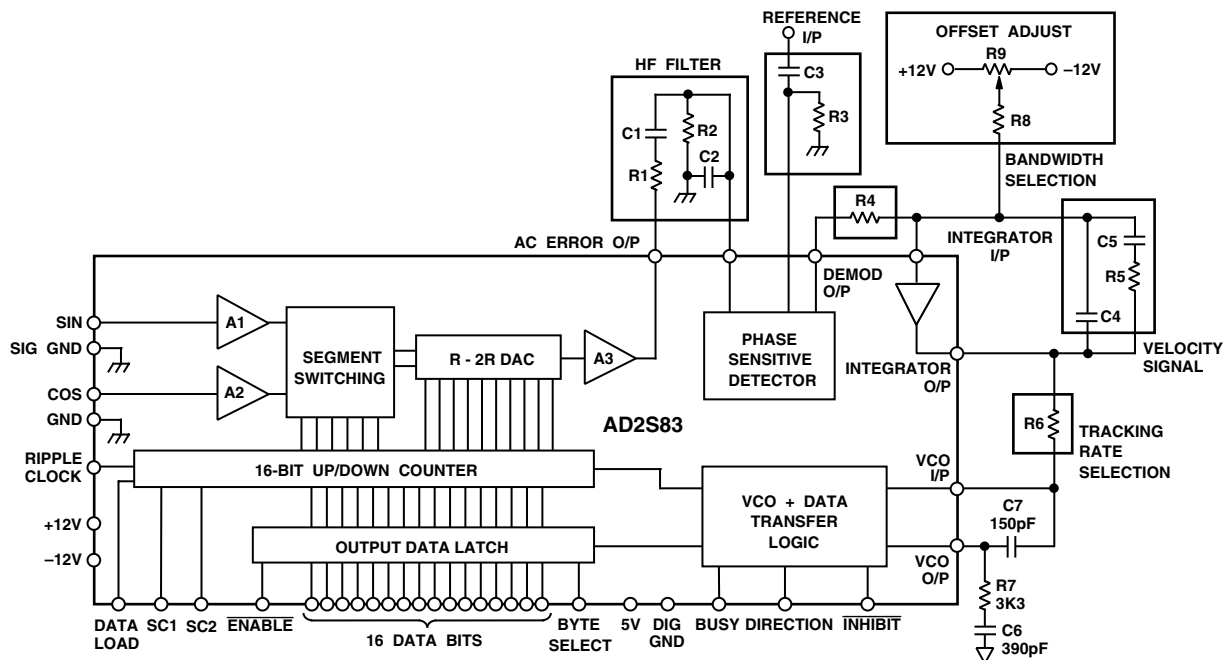 REFERENCE
I/P
OFFSET ADJUST
R9
+12V
–12V
R8
HF FILTER
C3
R3
C1
R2
C2
R1
BANDWIDTH
SELECTION
R4
AC ERROR O/P
DEMOD
O/P
INTEGRATOR
I/P
C5
R5
C4
VELOCITY
SIGNAL
SIN
SIG GND
COS
GND
RIPPLE
CLOCK
+12V
–12V
A1
A2
SEGMENT
SWITCHING
R - 2R DAC
A3
PHASE
SENSITIVE
DETECTOR
INTEGRATOR
O/P
AD2S83
R6
TRACKING
RATE
SELECTION
16-BIT UP/DOWN COUNTER
VCO + DATA
TRANSFER
LOGIC
VCO
I/P
C7
150pF
OUTPUT DATA LATCH
VCO
O/P
R7
3K3
C6
390pF
DATA
LOAD
SC1
SC2
ENABLE
16 DATA BITS
BYTE
SELECT
5V
DIG
GND
BUSY
DIRECTION
INHIBIT